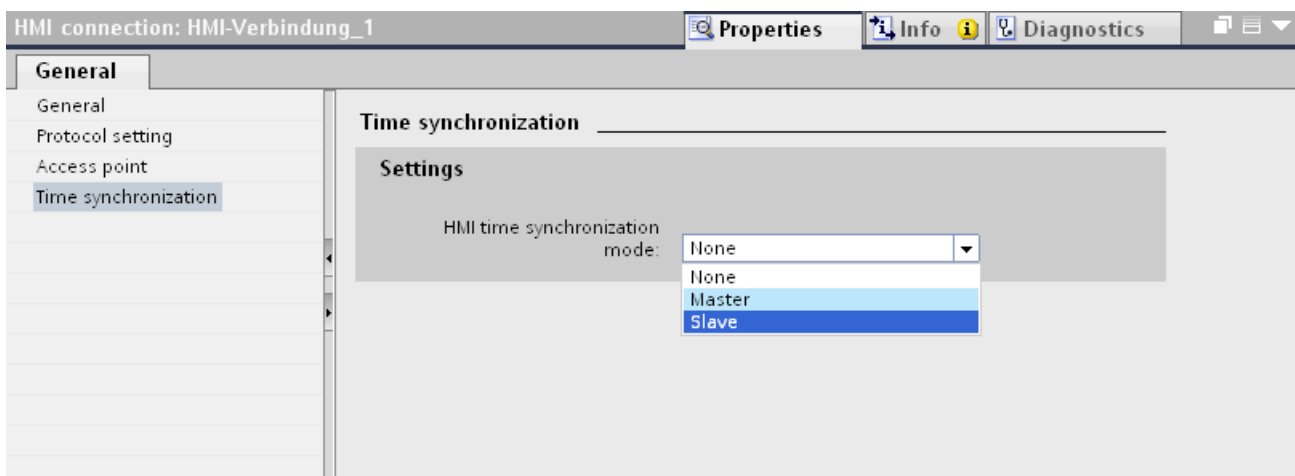 HMI connection: HMI-Verbindung_1
Properties
Info
Diagnostics
General
General
Protocol setting
Access point
Time synchronization
Time synchronization
Settings
HMI time synchronization
mode:
None
None
Master
Slave